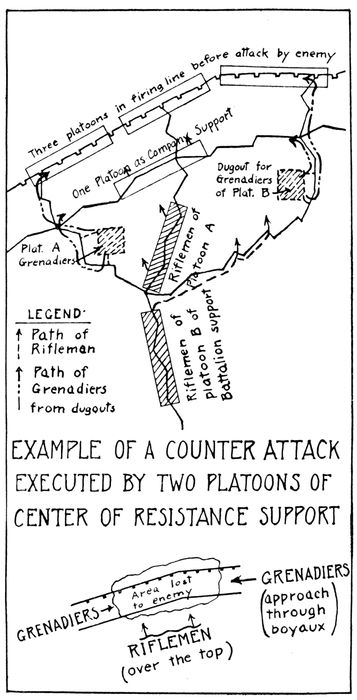 Three platoons in firing line before attack by enemy
One Platoon as Company Support
Dugout for
Grenadiers
of Plat. B
Plat. A
Grenadiers
Riflemen of
Platoon A
Riflemen of
platoon B of
Battalion support
LEGEND-
Path of
Rifleman
Path of
Grenadiers
from dugouts
EXAMPLE OF A COUNTER ATTACK
EXECUTED BY TWO PLATOONS OF
CENTER OF RESISTANCE SUPPORT
Area lost
to enemy
GRENADIERS
(approach
through
boyaux)
GRENADIERS
RIFLEMEN
(over the top)